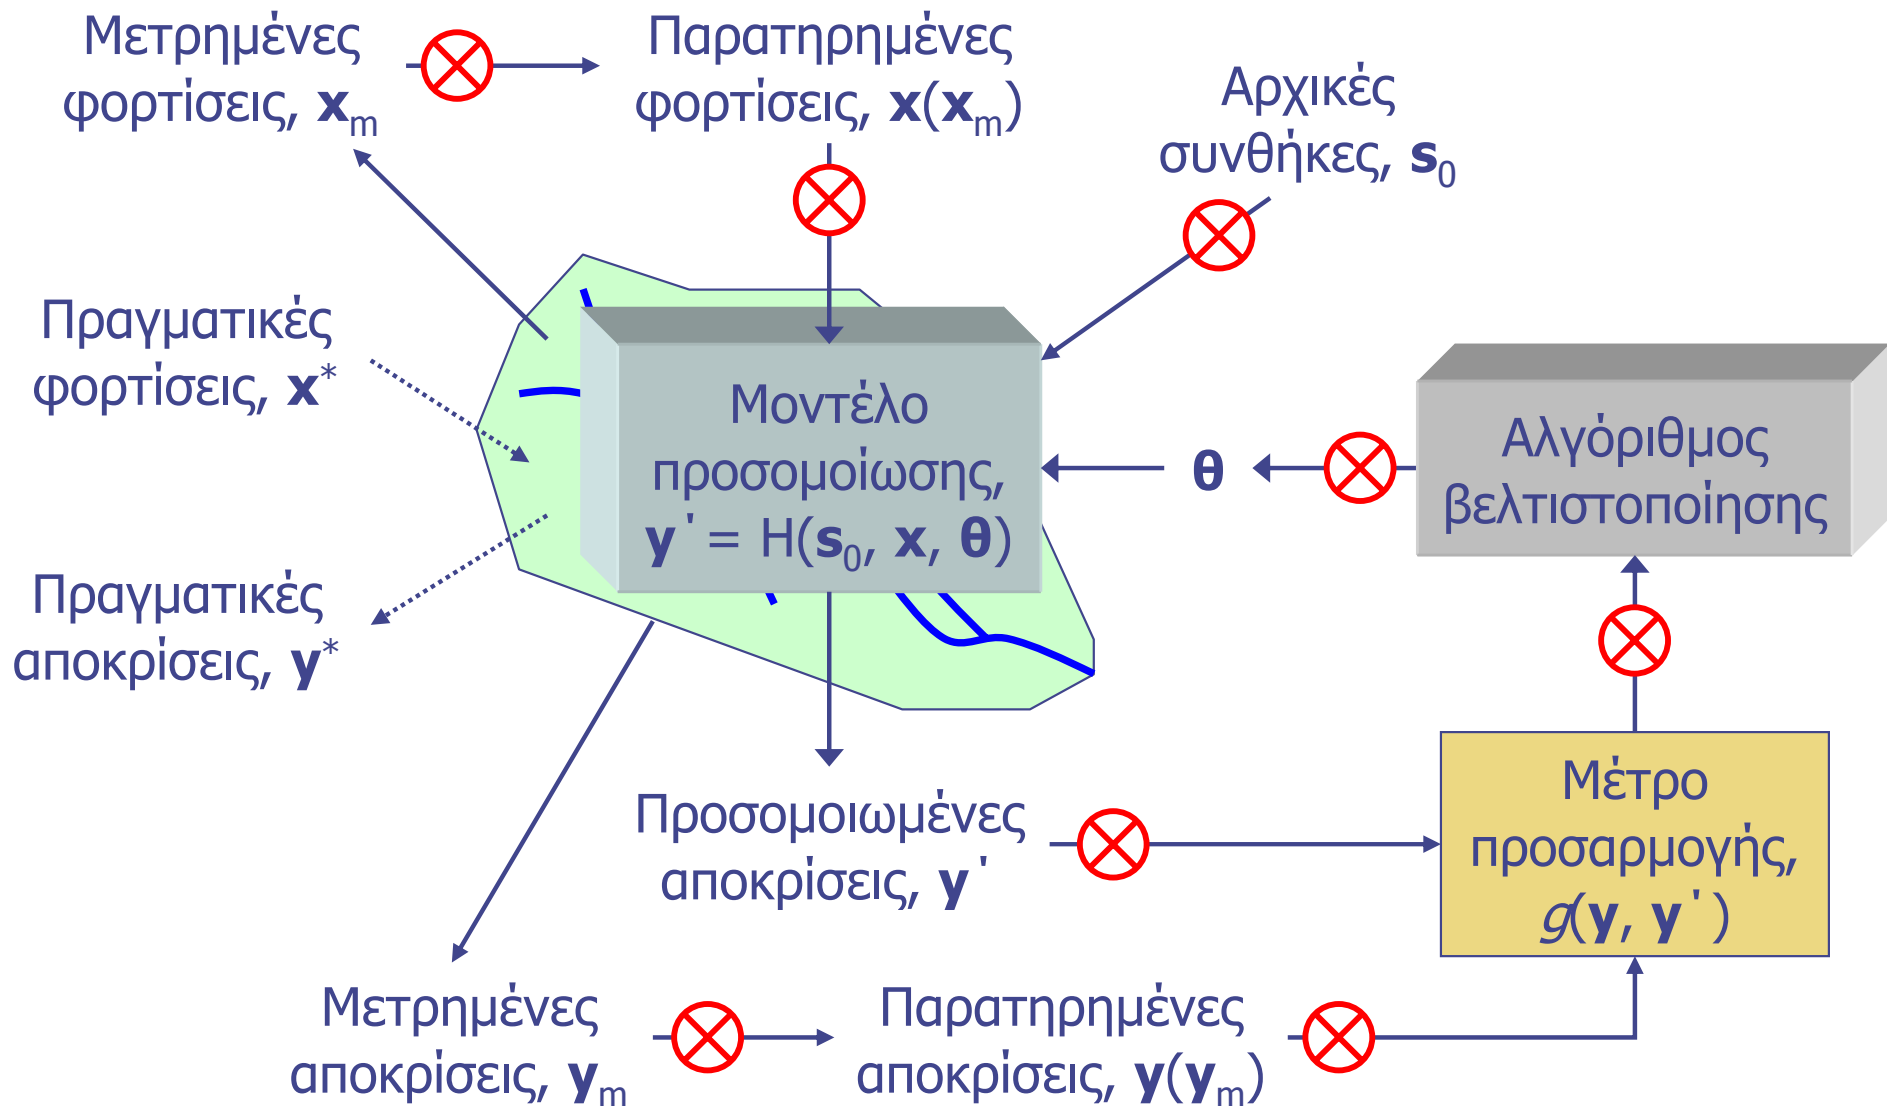 Μετρημένες
φορτίσεις, xₘ
Παρατηρημένες
φορτίσεις, x(xₘ)
Αρχικές
συνθήκες, s₀
Πραγματικές
φορτίσεις, x*
Μοντέλο
προσομοίωσης,
y΄= H(s₀, x, θ)
θ
Αλγόριθμος
βελτιστοποίησης
Πραγματικές
αποκρίσεις, y*
Προσομοιωμένες
αποκρίσεις, y΄
Μέτρο
προσαρμογής,
g(y, y΄)
Μετρημένες
αποκρίσεις, yₘ
Παρατηρημένες
αποκρίσεις, y(yₘ)